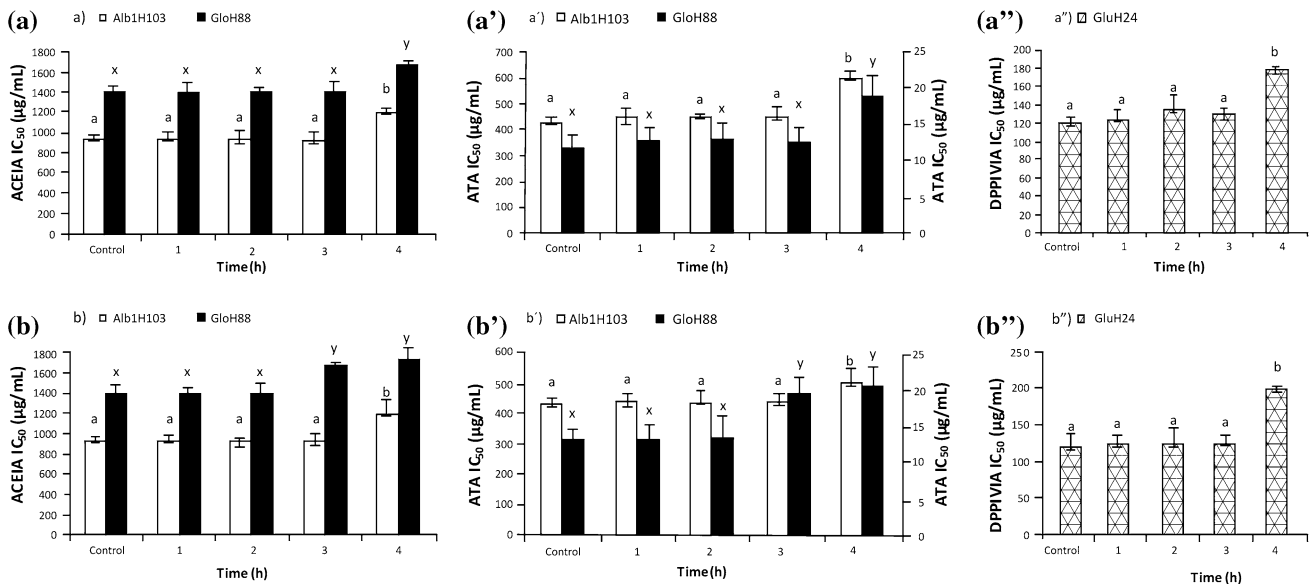 (a) a) Alb1H103 GloH88
ACEIA IC50 (µg/mL)
1800
1600
1400
1200
1000
800
600
400
200
0
a x a x a x a x b y
Control 1 2 3 4
Time (h)
(a') a´) Alb1H103 GloH88
ATA IC50 (µg/mL)
700
600
500
400
300
200
100
0
a x a x a x a x b y
25
20
15
10
5
0
ATA IC50 (µg/mL)
Control 1 2 3 4
Time (h)
(a'') a'') GluH24
DPPIVIA IC50 (µg/mL)
200
180
160
140
120
100
80
60
40
20
0
a a a a b
Control 1 2 3 4
Time (h)
(b) b) Alb1H103 GloH88
ACEIA IC50 (µg/mL)
1800
1600
1400
1200
1000
800
600
400
200
0
a x a x a x a y b y
Control 1 2 3 4
Time (h)
(b') b´) Alb1H103 GloH88
ATA IC50 (µg/mL)
600
500
400
300
200
100
0
a x a x a x a y b y
25
20
15
10
5
0
ATA IC50 (µg/mL)
Control 1 2 3 4
Time (h)
(b'') b'') GluH24
DPPIVIA IC50 (µg/mL)
250
200
150
100
50
0
a a a a b
Control 1 2 3 4
Time (h)